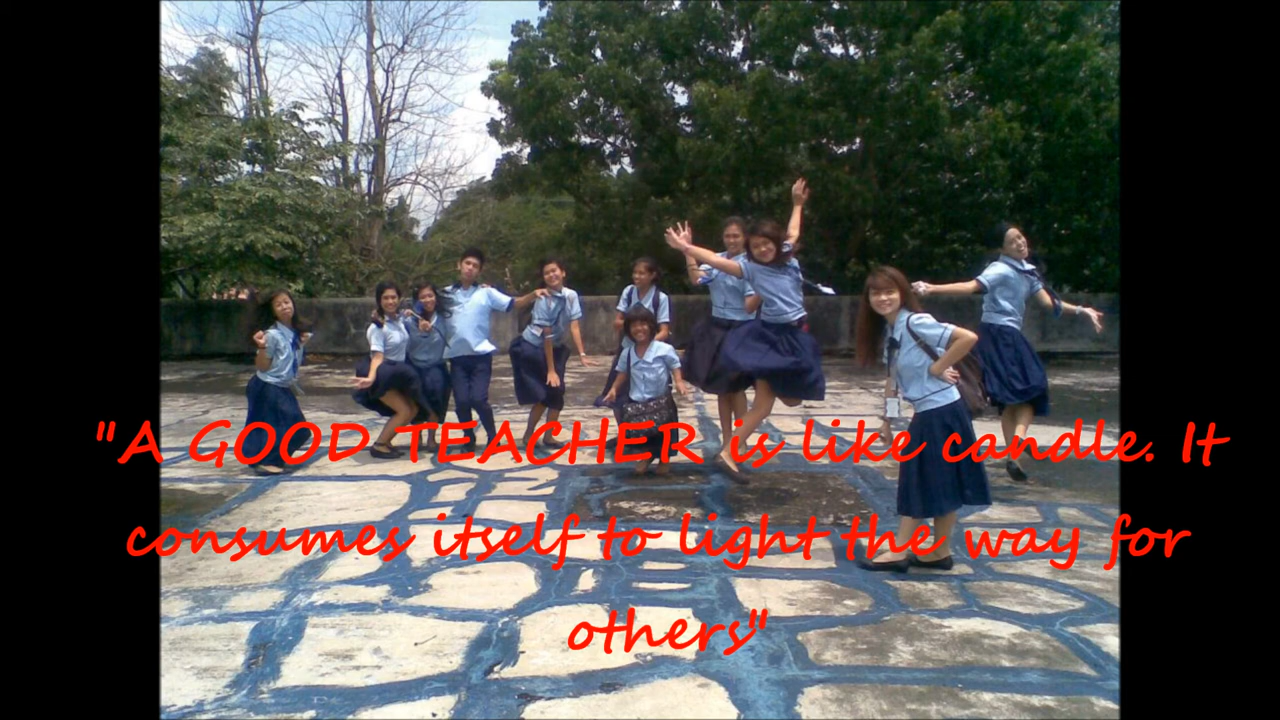 "A GOOD TEACHER is like candle. It
consumes itself to light the way for
others"